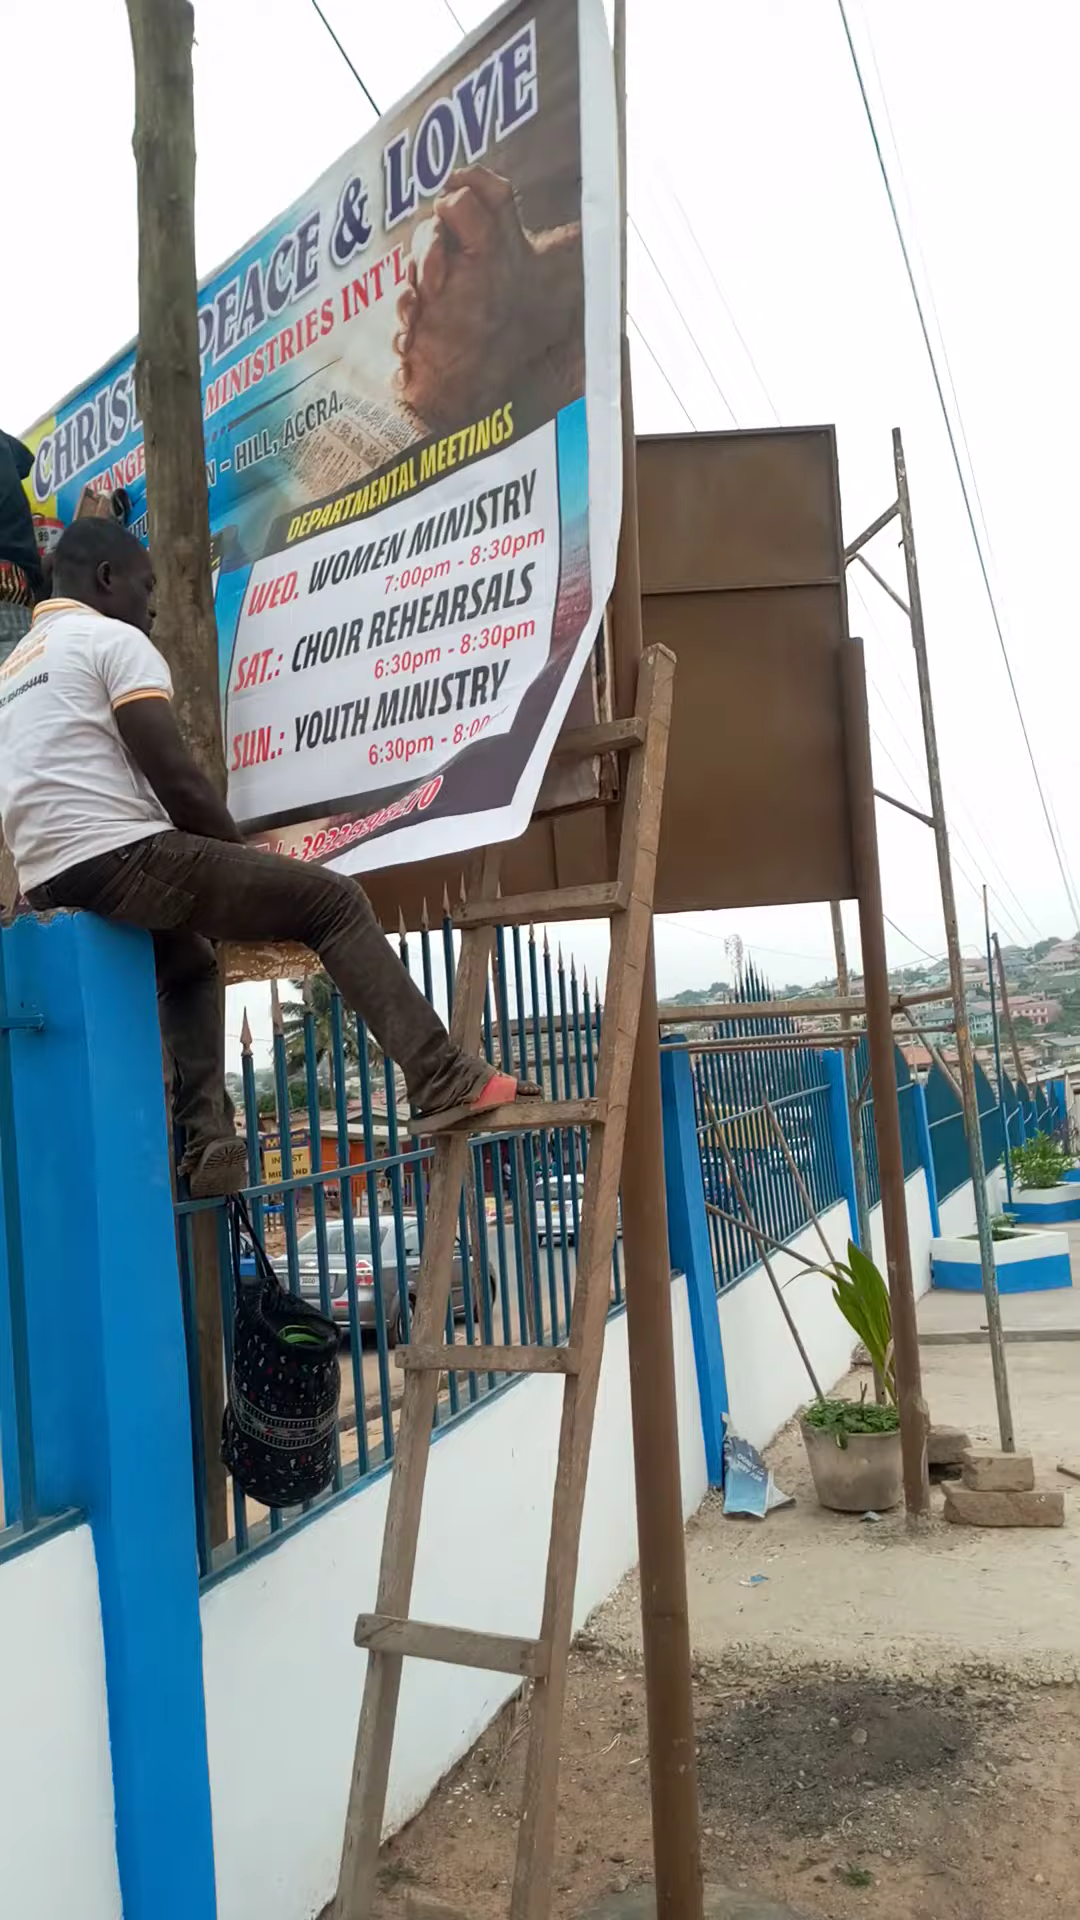 CHRIST PEACE & LOVE
MINISTRIES INT'L
HILL, ACCRA.
DEPARTMENTAL MEETINGS
WED. WOMEN MINISTRY
7:00pm - 8:30pm
SAT.: CHOIR REHEARSALS
6:30pm - 8:30pm
SUN.: YOUTH MINISTRY
6:30pm -